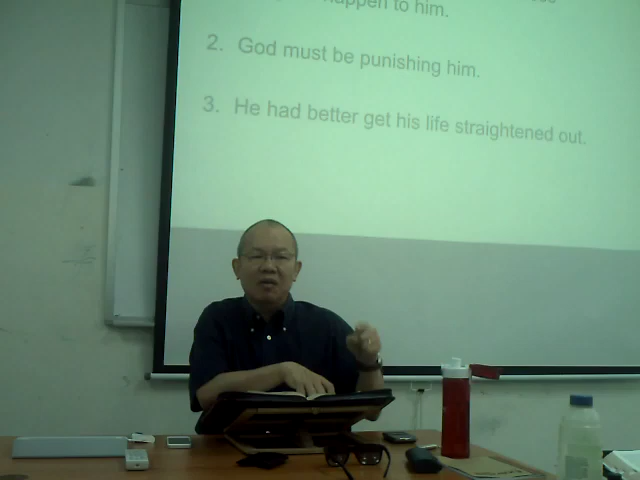 happen to him.
2. God must be punishing him.
3. He had better get his life straightened out.